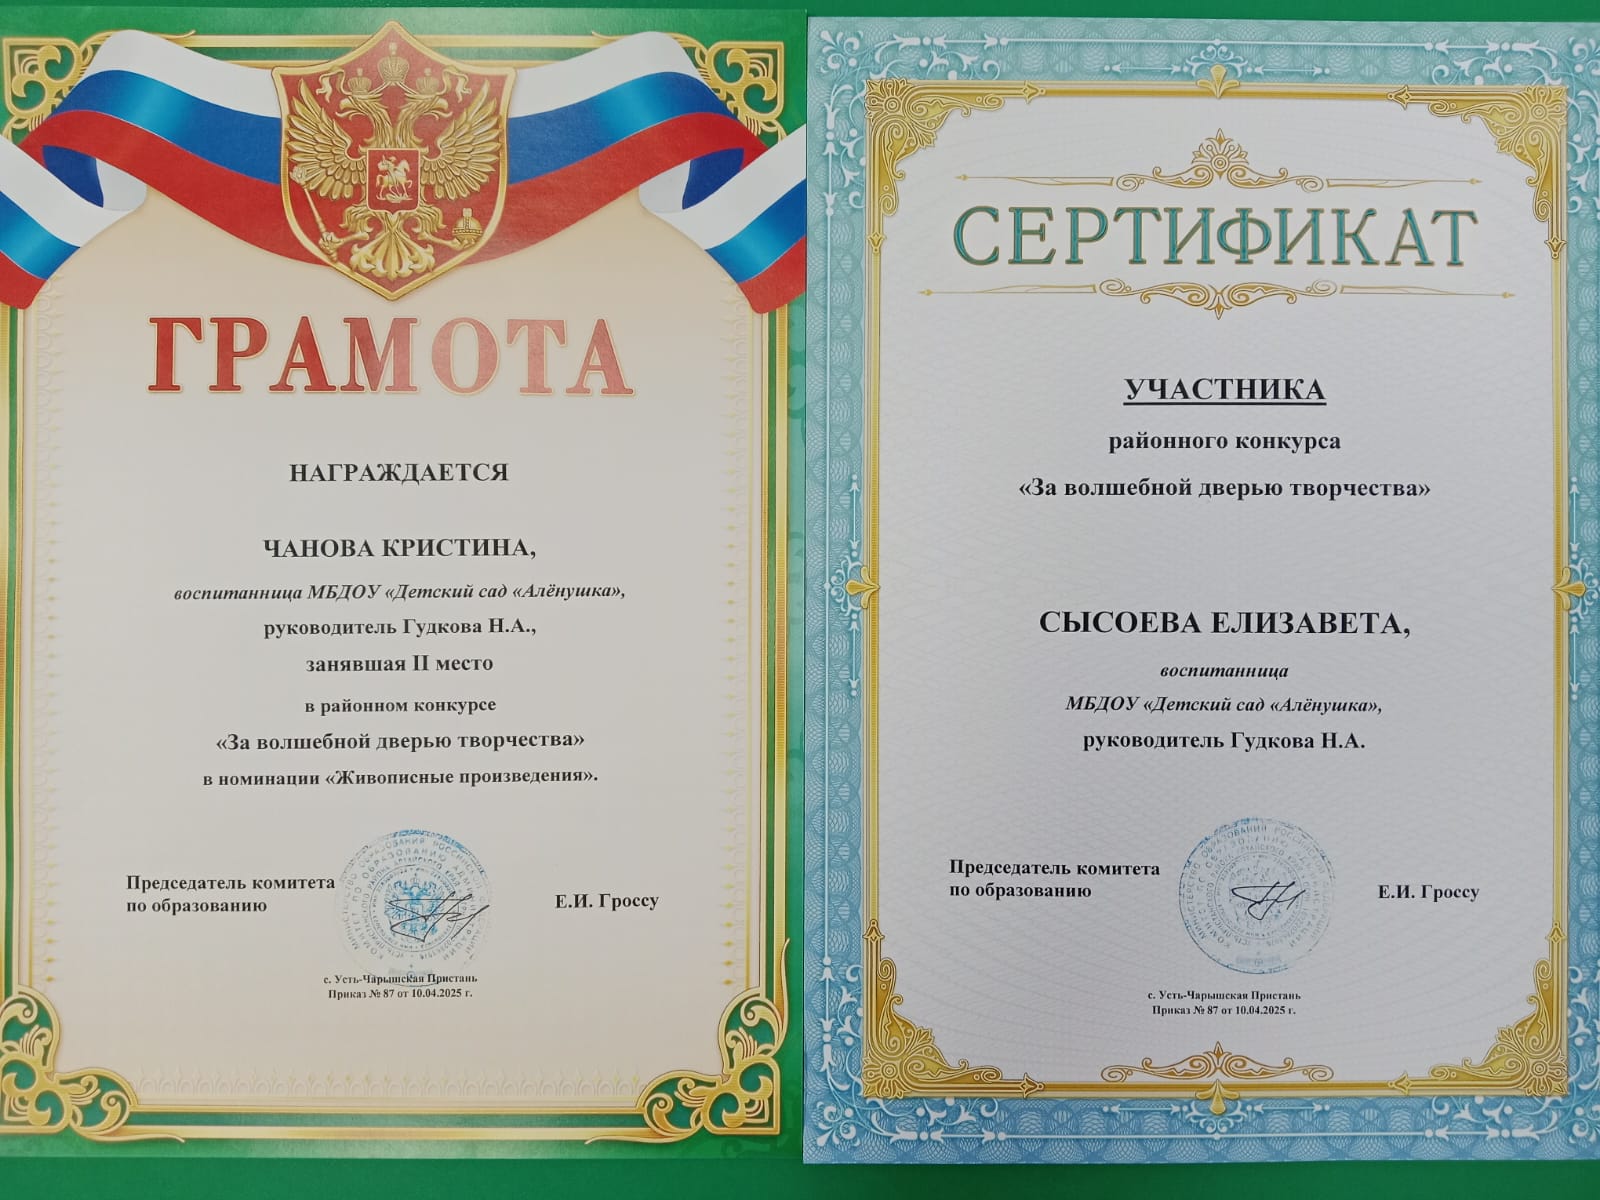 ГРАМОТА
НАГРАЖДАЕТСЯ
ЧАНОВА КРИСТИНА,
воспитанница МБДОУ «Детский сад «Алёнушка»,
руководитель Гудкова Н.А.,
занявшая II место
в районном конкурсе
«За волшебной дверью творчества»
в номинации «Живописные произведения».
Председатель комитета
по образованию
Е.И. Гроссу
с. Усть-Чарышская Пристань
Приказ № 87 от 10.04.2025 г.
СЕРТИФИКАТ
УЧАСТНИКА
районного конкурса
«За волшебной дверью творчества»
СЫСОЕВА ЕЛИЗАВЕТА,
воспитанница
МБДОУ «Детский сад «Алёнушка»,
руководитель Гудкова Н.А.
Председатель комитета
по образованию
Е.И. Гроссу
с. Усть-Чарышская Пристань
Приказ № 87 от 10.04.2025 г.